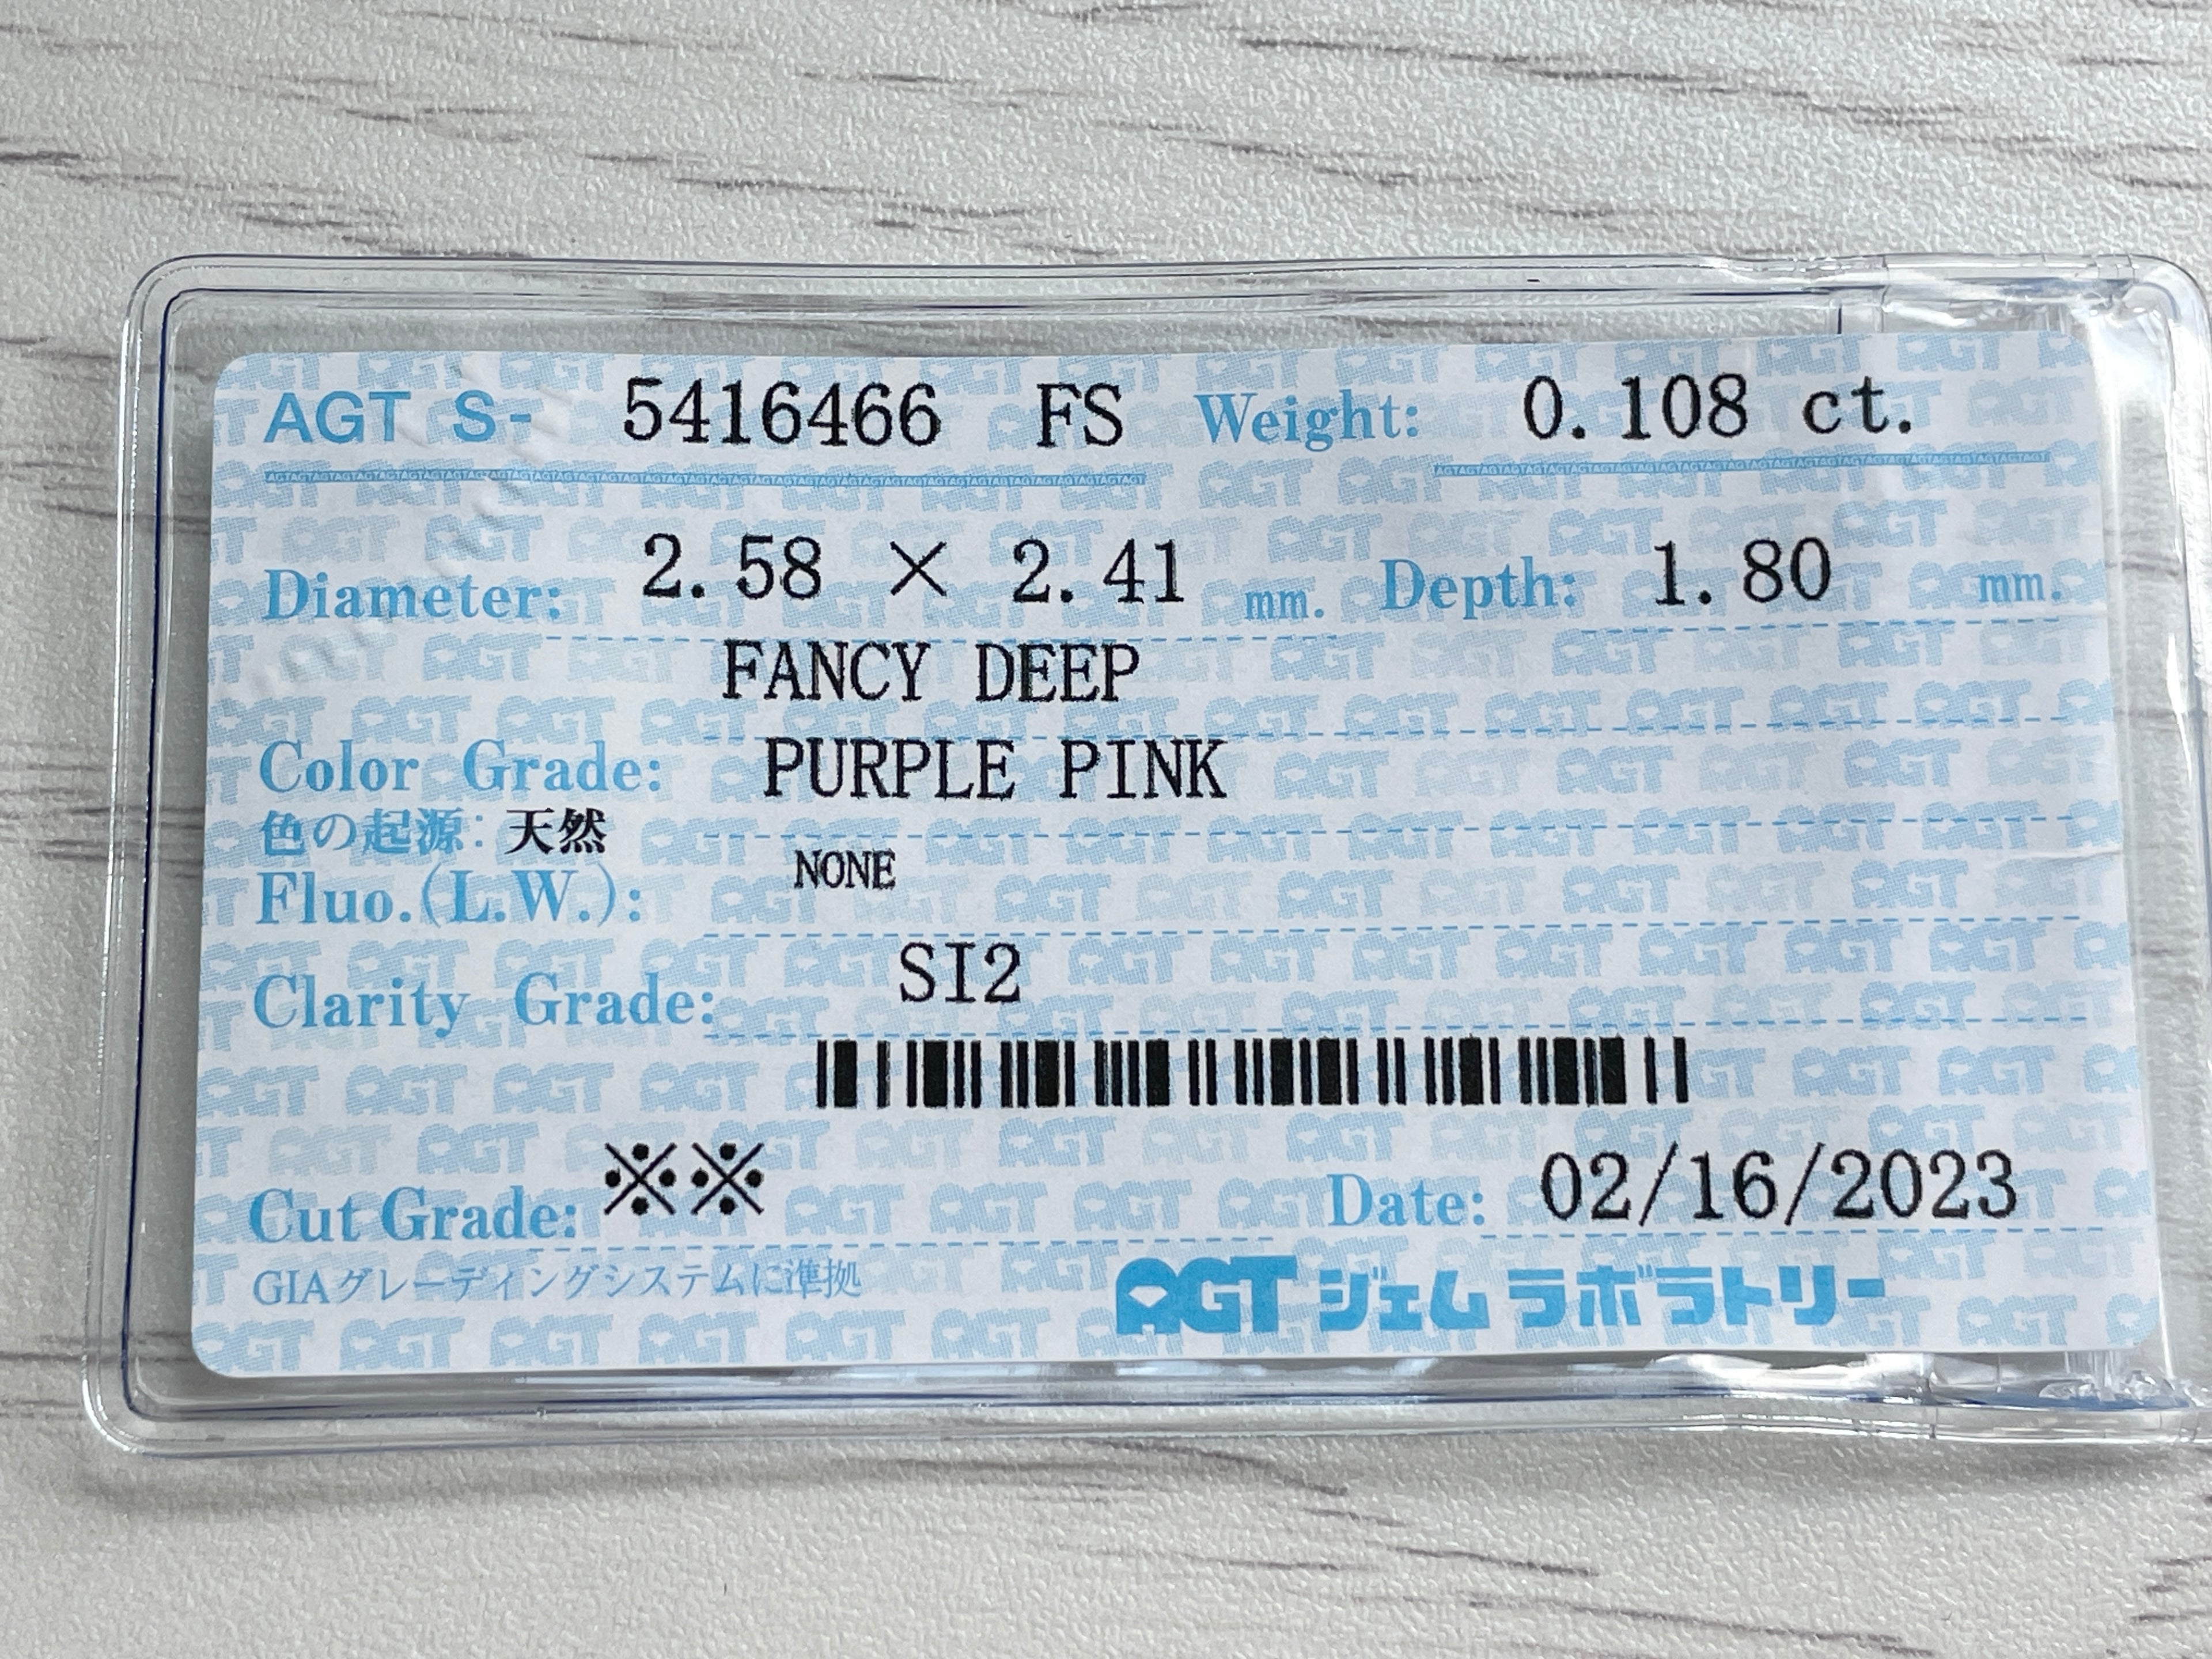 AGT S- 5416466 FS Weight: 0.108 ct.
Diameter: 2.58 × 2.41 mm. Depth: 1.80 mm.
FANCY DEEP
Color Grade: PURPLE PINK
色の起源: 天然
Fluo.(L.W.): NONE
Clarity Grade: SI2
Cut Grade: ※※ Date: 02/16/2023
GIAグレーディングシステムに準拠
AGT ジェム ラボラトリー